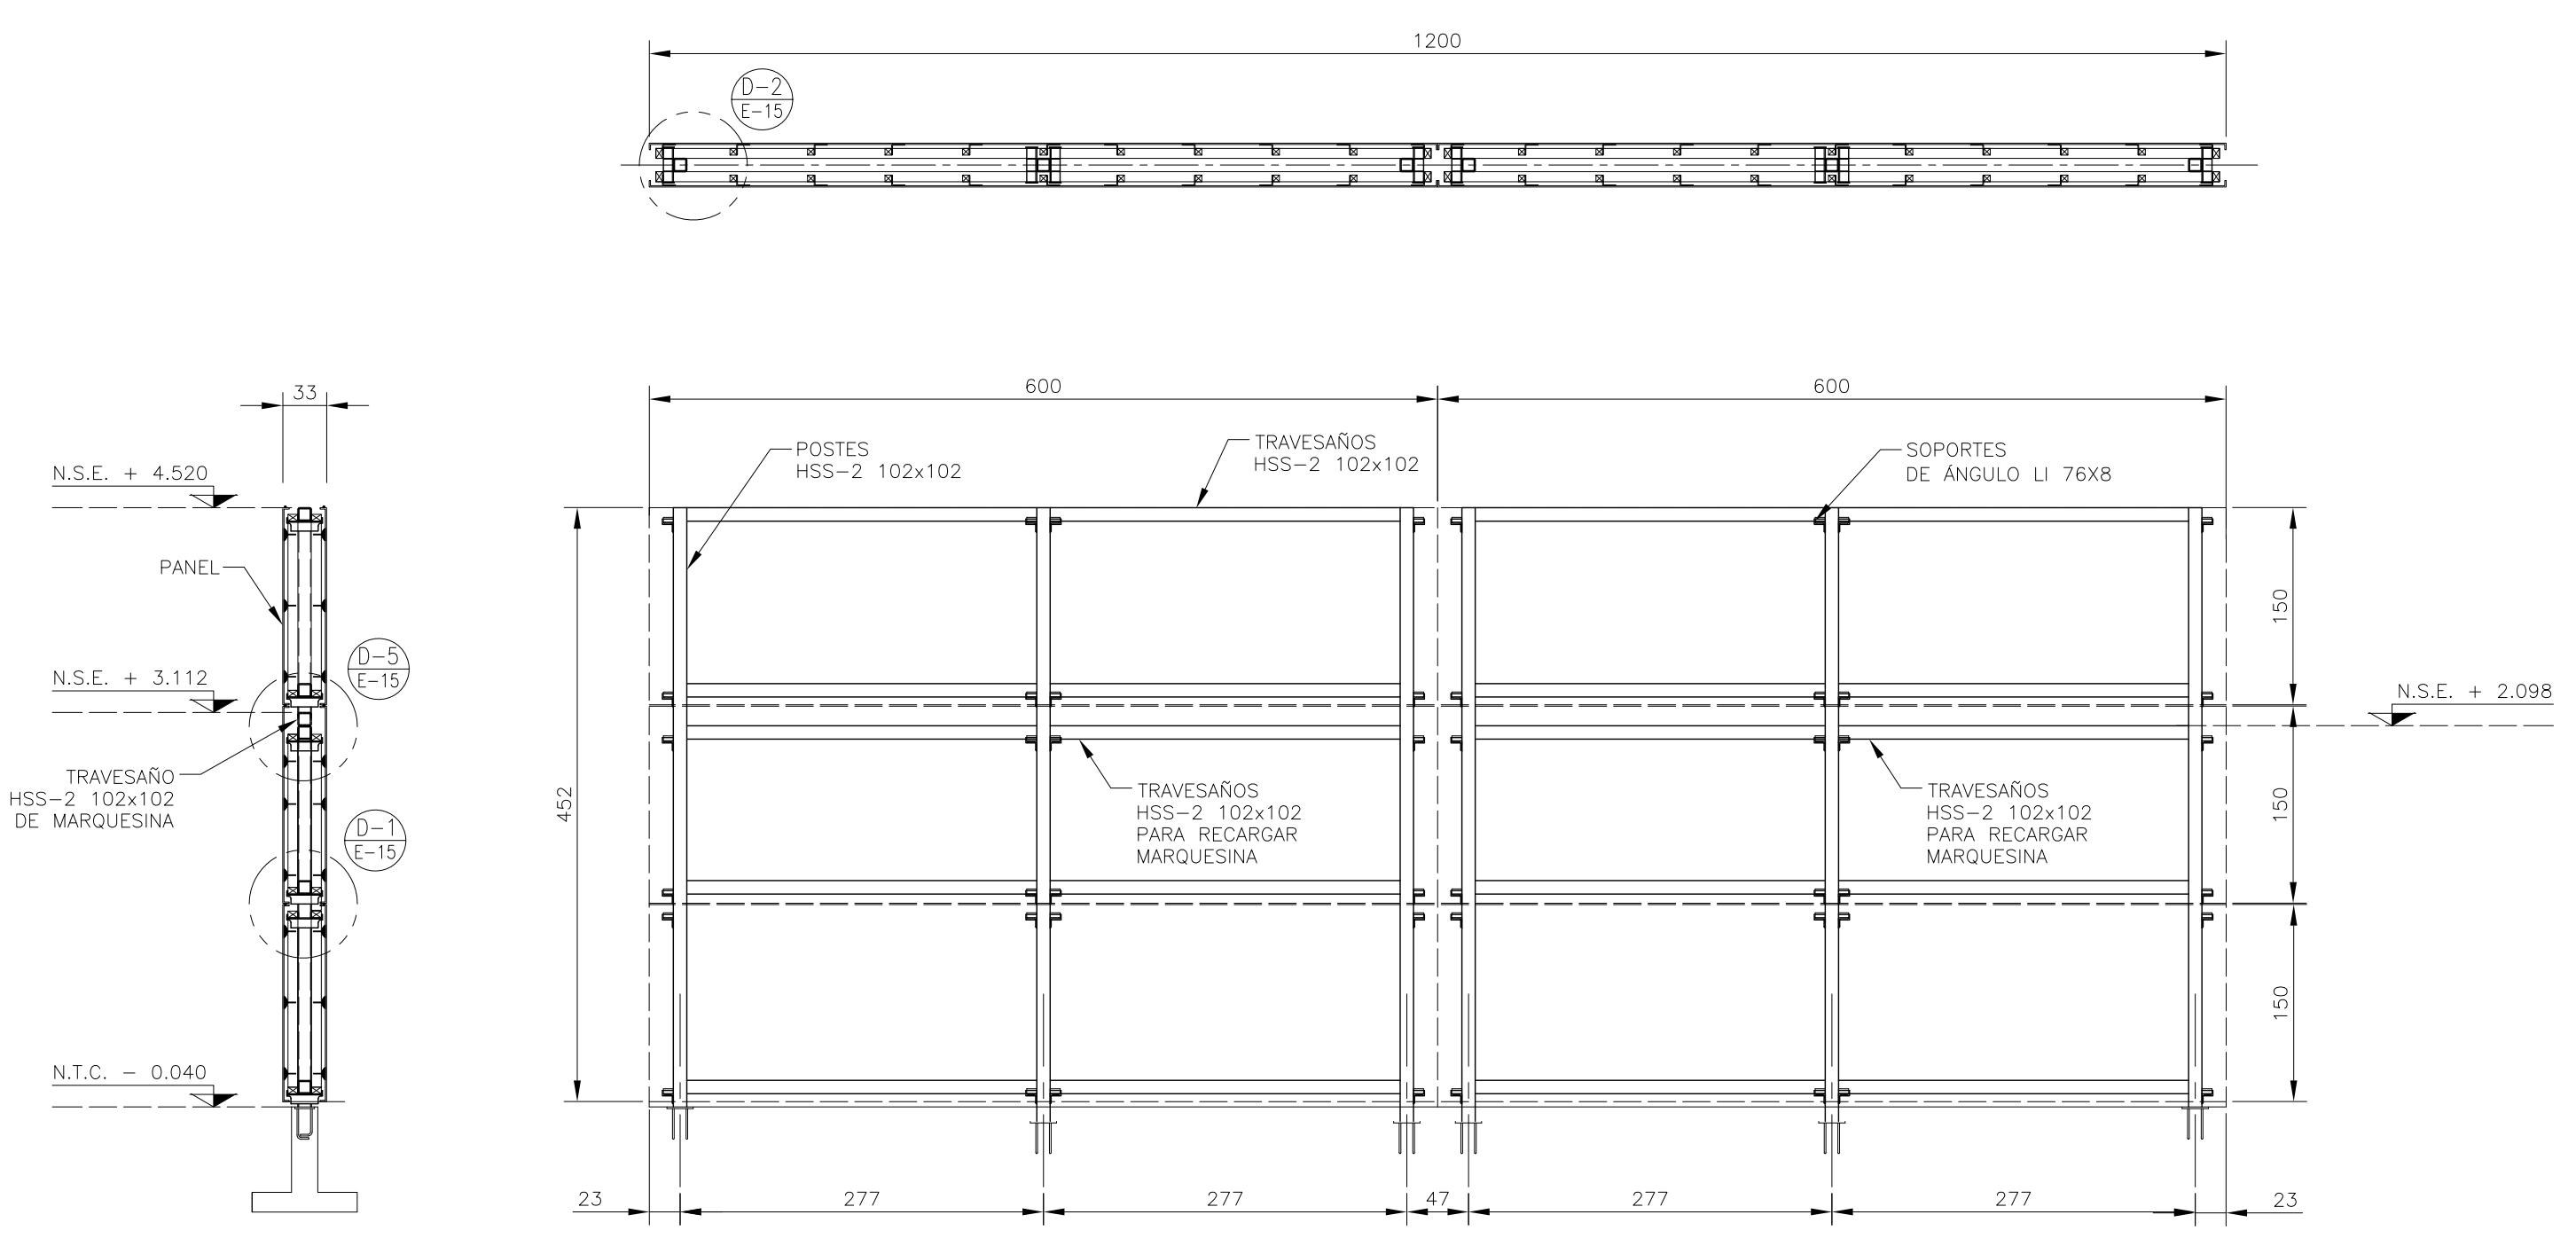 1200
D-2
E-15
33
600
600
N.S.E. + 4.520
POSTES
HSS-2 102x102
TRAVESAÑOS
HSS-2 102x102
SOPORTES
DE ÁNGULO LI 76X8
PANEL
150
D-5
E-15
N.S.E. + 3.112
N.S.E. + 2.098
TRAVESAÑO
HSS-2 102x102
DE MARQUESINA
452
TRAVESAÑOS
HSS-2 102x102
PARA RECARGAR
MARQUESINA
TRAVESAÑOS
HSS-2 102x102
PARA RECARGAR
MARQUESINA
150
D-1
E-15
150
N.T.C. - 0.040
23
277
277
47
277
277
23